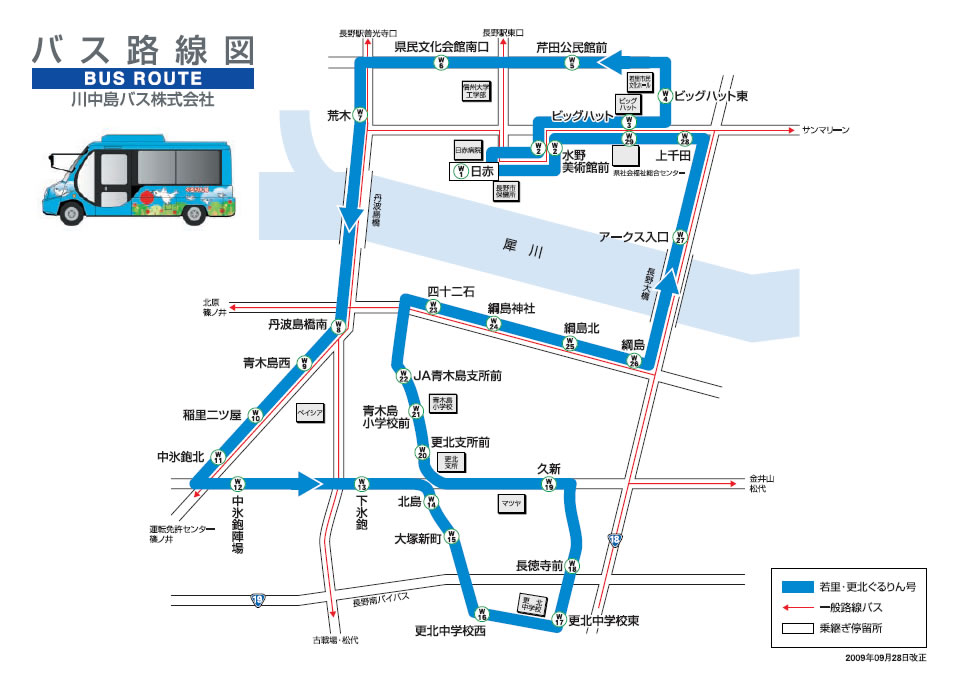 バス路線図
BUS ROUTE
川中島バス株式会社
長野駅善光寺口
長野駅東口
県民文化会館南口
芹田公民館前
W
6
W
5
信州大学
工学部
若里市民
文化ホール
ビッグ
ハット
W
4
ビッグハット東
荒木
W
7
ビッグハット
W
3
サンマリーン
日赤病院
W
2
W
2
水野
美術館前
W
29
W
28
上千田
県社会福祉総合センター
W
1
日赤
長野市
保健所
丹波島橋
犀川
アークス入口
W
27
長野大橋
北原
篠ノ井
四十二石
W
23
綱島神社
W
24
綱島北
W
25
綱島
W
26
丹波島橋南
W
8
青木島西
W
9
JA青木島支所前
W
22
稲里二ツ屋
W
10
ベイシア
青木島
小学校前
W
21
青木島
小学校
更北支所前
W
20
更北
支所
中氷鉋北
W
11
W
12
中氷鉋陣場
W
13
下氷鉋
北島
W
14
久新
W
19
マツヤ
金井山
松代
運転免許センター
篠ノ井
大塚新町
W
15
19
長徳寺前
W
18
19
長野南バイパス
更北
中学校
更北中学校西
W
16
W
17
更北中学校東
古戦場・松代
若里・更北ぐるりん号
一般路線バス
乗継ぎ停留所
2009年09月28日改正